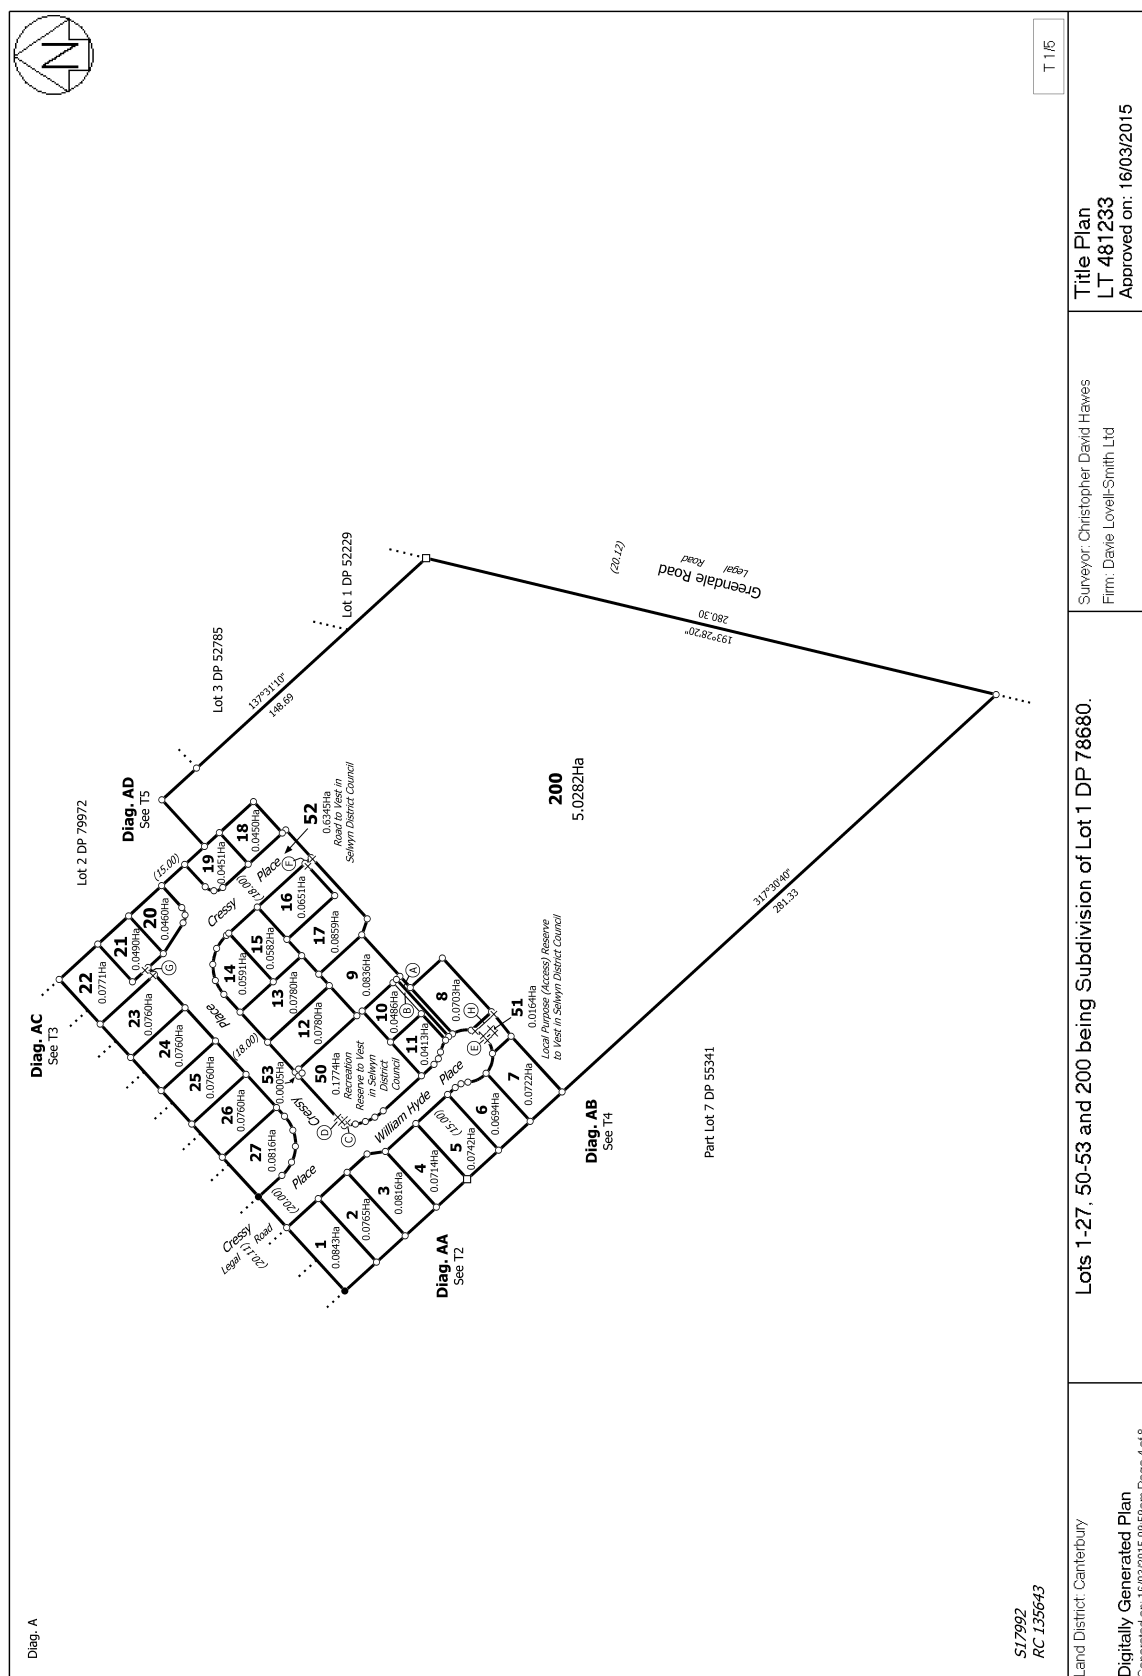 Diag. A
N
T 1/5
Diag. AC
See T3
Diag. AD
See T5
Lot 2 DP 79972
Lot 3 DP 52785
Lot 1 DP 52229
137°31'10"
148.69
(20.12)
Greendale Road
Legal Road
193°28'20"
280.30
317°30'40"
281.33
200
5.0282Ha
22
0.0771Ha
21
0.0490Ha
20
0.0460Ha
(15.00)
19
0.0451Ha
18
0.0450Ha
52
0.6345Ha
Road to Vest in
Selwyn District Council
23
0.0760Ha
G
24
0.0760Ha
25
0.0760Ha
26
0.0760Ha
27
0.0816Ha
Cressy Place
(18.00)
F
14
0.0591Ha
15
0.0582Ha
16
0.0651Ha
13
0.0780Ha
17
0.0859Ha
12
0.0780Ha
9
0.0836Ha
10
0.0486Ha
11
0.0413Ha
A
B
8
0.0703Ha
H
E
51
0.0164Ha
Local Purpose (Access) Reserve
to Vest in Selwyn District Council
53
0.0005Ha
50
0.1774Ha
Recreation
Reserve to Vest
in Selwyn
District
Council
Cressy Place
(18.00)
D
C
William Hyde Place
(15.00)
Cressy Place
(20.00)
Cressy
Legal Road
(20.11)
1
0.0843Ha
2
0.0765Ha
3
0.0816Ha
4
0.0714Ha
5
0.0742Ha
6
0.0694Ha
7
0.0722Ha
Diag. AA
See T2
Diag. AB
See T4
Part Lot 7 DP 55341
S17992
RC 135643
Land District: Canterbury
Digitally Generated Plan
Lots 1-27, 50-53 and 200 being Subdivision of Lot 1 DP 78680.
Surveyor: Christopher David Hawes
Firm: Davie Lovell-Smith Ltd
Title Plan
LT 481233
Approved on: 16/03/2015